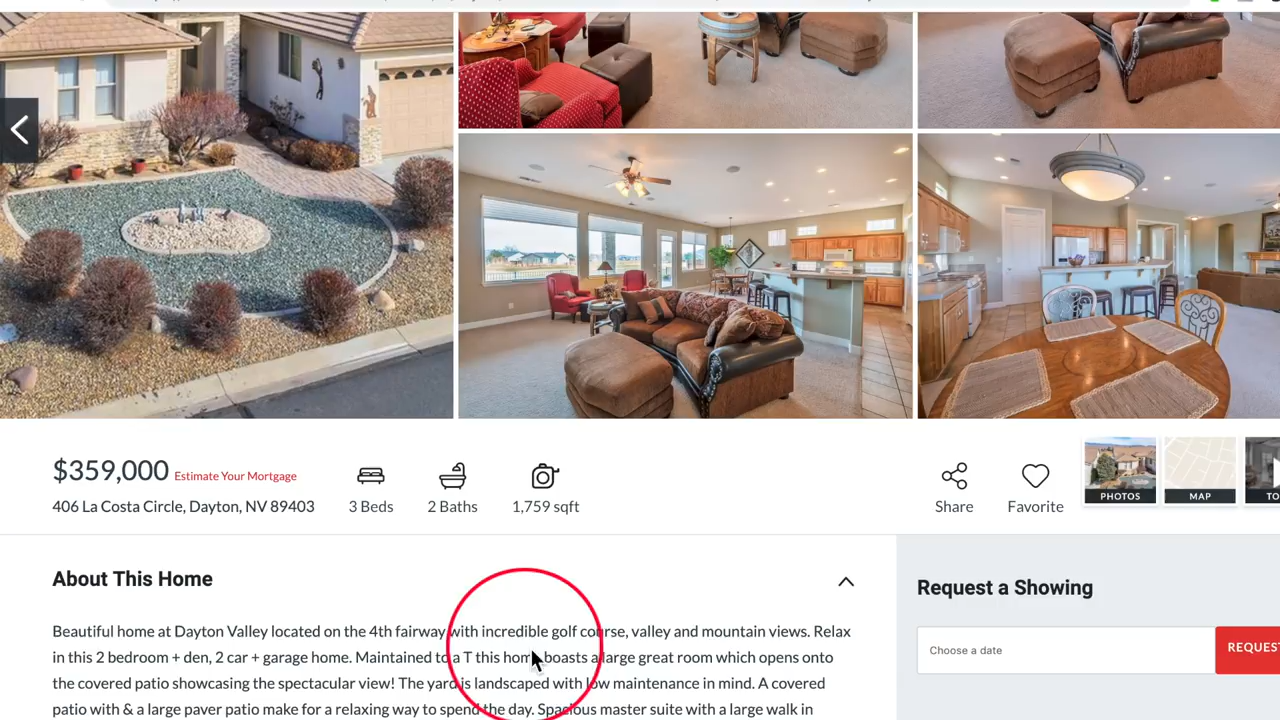 $359,000 Estimate Your Mortgage
406 La Costa Circle, Dayton, NV 89403
3 Beds
2 Baths
1,759 sqft
Share
Favorite
PHOTOS
MAP
TO
About This Home
Beautiful home at Dayton Valley located on the 4th fairway with incredible golf course, valley and mountain views. Relax
in this 2 bedroom + den, 2 car + garage home. Maintained to a T this home boasts a large great room which opens onto
the covered patio showcasing the spectacular view! The yard is landscaped with low maintenance in mind. A covered
patio with & a large paver patio make for a relaxing way to spend the day. Spacious master suite with a large walk in
Request a Showing
Choose a date
REQUEST